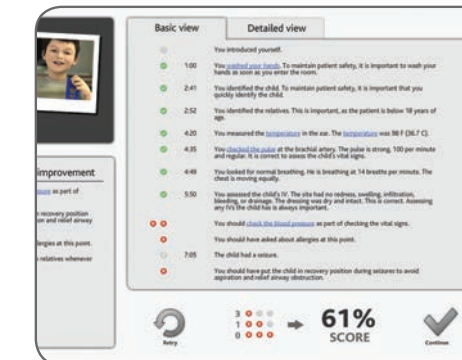 Basic view
Detailed view
You introduced yourself.
1:00 You washed your hands. To maintain patient safety, it is important to wash your
hands as soon as you enter the room.
2:41 You identified the child. To maintain patient safety, it is important that you
quickly identify the child.
2:52 You identified the relatives. This is important, as the patient is below 18 years of
age.
4:20 You measured the temperature in the ear. The temperature was 98 F (36.7 C).
4:35 You checked the pulse at the brachial artery. The pulse is strong, 100 per minute
and regular. It is correct to assess the child's vital signs.
4:49 You looked for normal breathing. He is breathing at 14 breaths per minute. The
chest is moving equally.
5:50 You assessed the child's IV. The site had no redness, swelling, infiltration,
bleeding, or drainage. The dressing was dry and intact. This is correct. Assessing
any IVs the child has is always important.
You should check the blood pressure as part of checking the vital signs.
You should have asked about allergies at this point.
7:05 The child had a seizure.
You should have put the child in recovery position during seizures to avoid
aspiration and relief airway obstruction.
improvement
as part of
recovery position
on and relief airway
lergies at this point.
relatives whenever
Retry
3
1
0
61%
SCORE
Continue